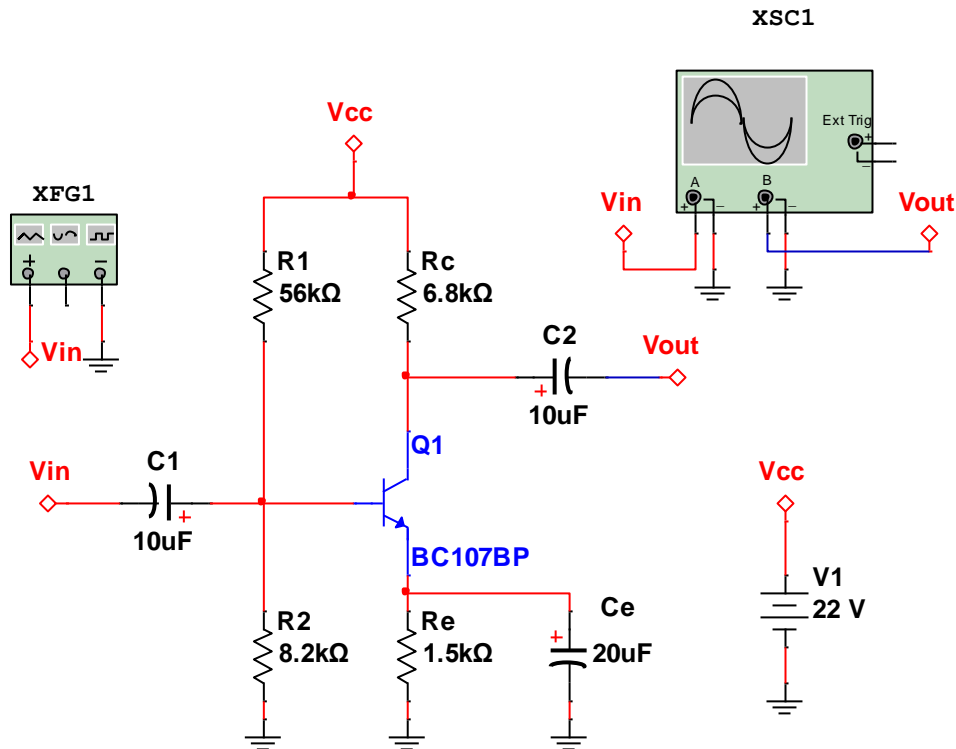 XSC1
Ext Trig
+
−
A
B
+
−
+
−
Vin
Vout
Vcc
XFG1
+
−
Vin
R1
56kΩ
Rc
6.8kΩ
C2
+
10uF
Vout
Q1
BC107BP
Vin
C1
+
10uF
Vcc
V1
22 V
R2
8.2kΩ
Re
1.5kΩ
Ce
+
20uF